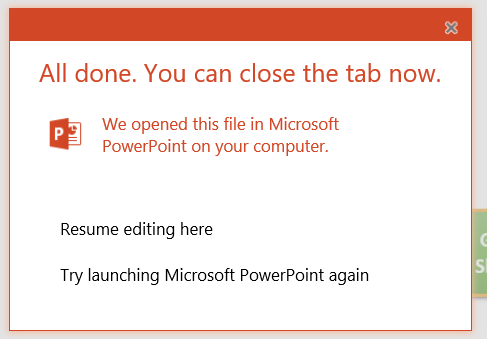 All done. You can close the tab now.
We opened this file in Microsoft
PowerPoint on your computer.
Resume editing here
Try launching Microsoft PowerPoint again